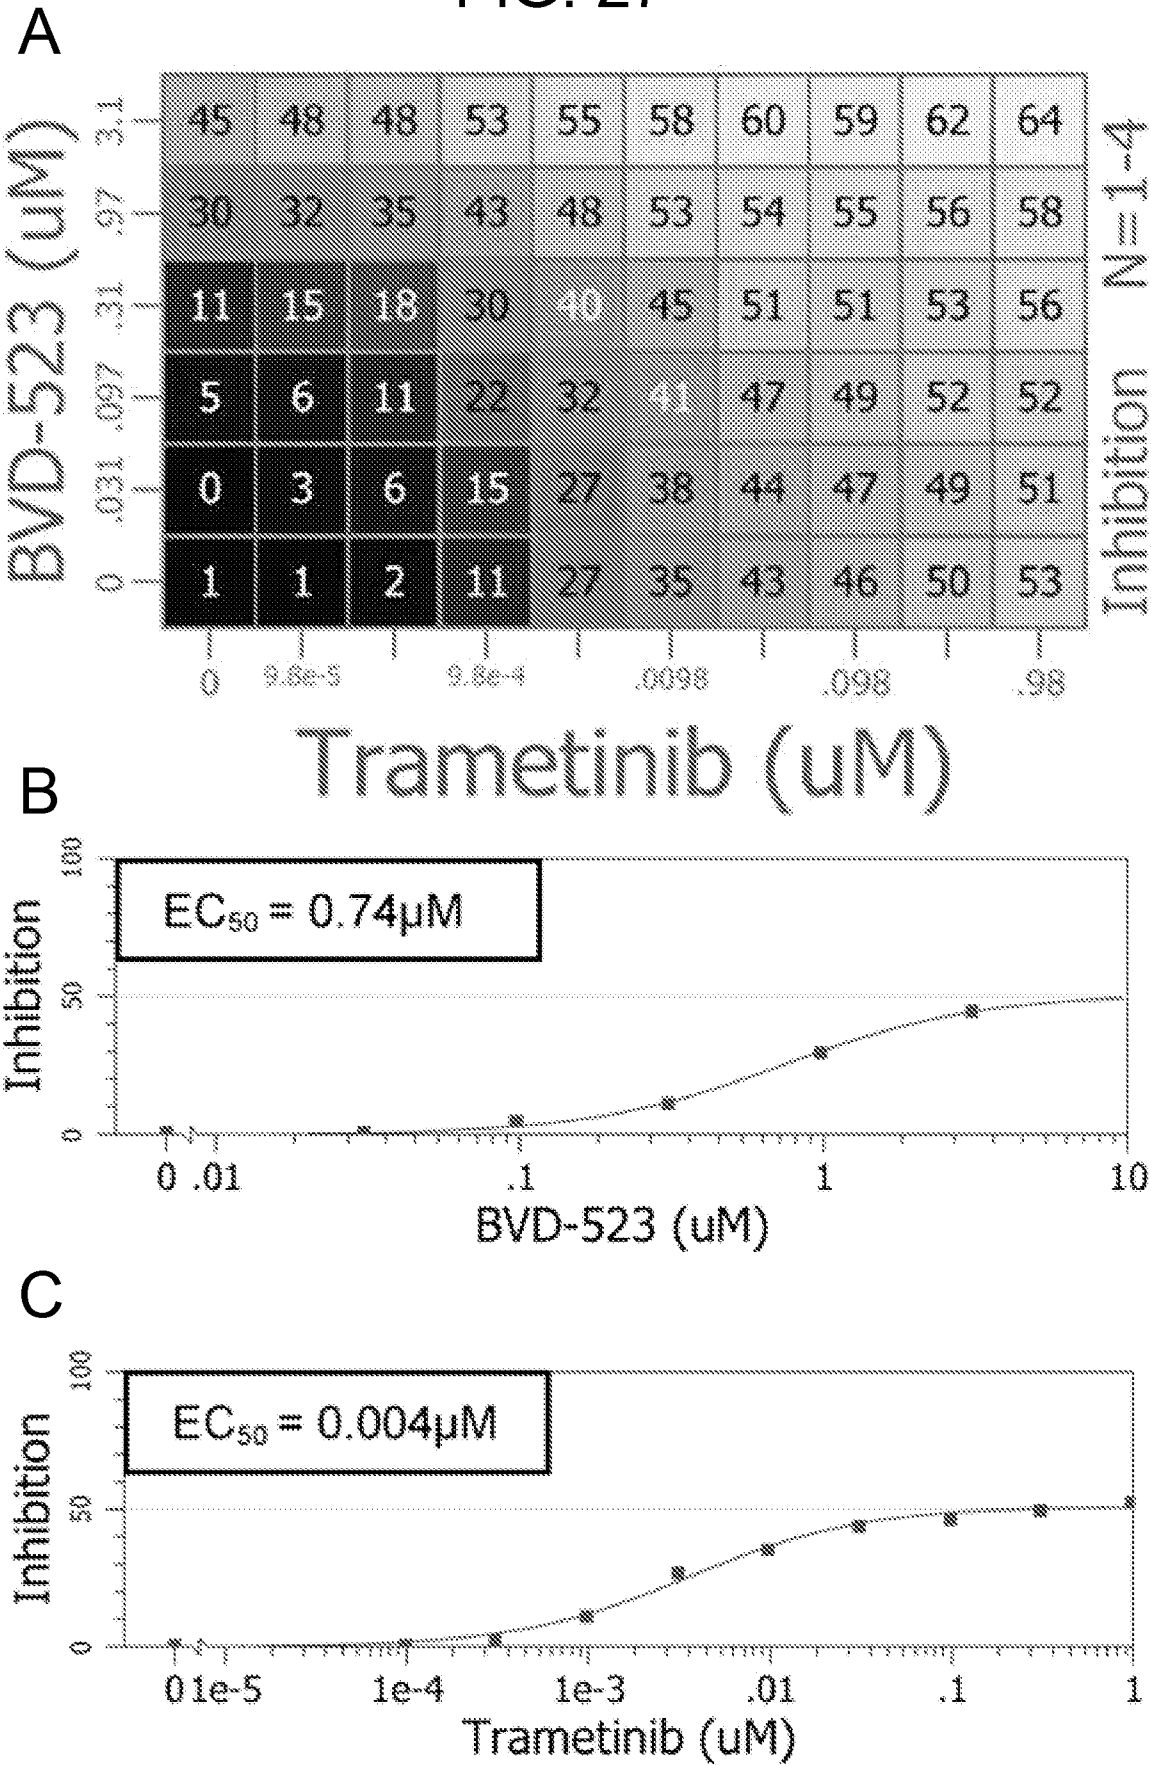 FIG. 27
A
BVD-523 (uM)
3.1 45 48 48 53 55 58 60 59 62 64
.97 30 32 35 43 48 53 54 55 56 58
.31 11 15 18 30 40 45 51 51 53 56
.097 5 6 11 22 32 41 47 49 52 52
.031 0 3 6 15 27 38 44 47 49 51
0 1 1 2 11 27 35 43 46 50 53
Inhibition N=1-4
0 9.8e-5 9.8e-4 .0098 .098 .98
Trametinib (uM)
B
EC50 = 0.74µM
Inhibition
100
50
0
0 .01 .1 1 10
BVD-523 (uM)
C
EC50 = 0.004µM
Inhibition
100
50
0
0 1e-5 1e-4 1e-3 .01 .1 1
Trametinib (uM)